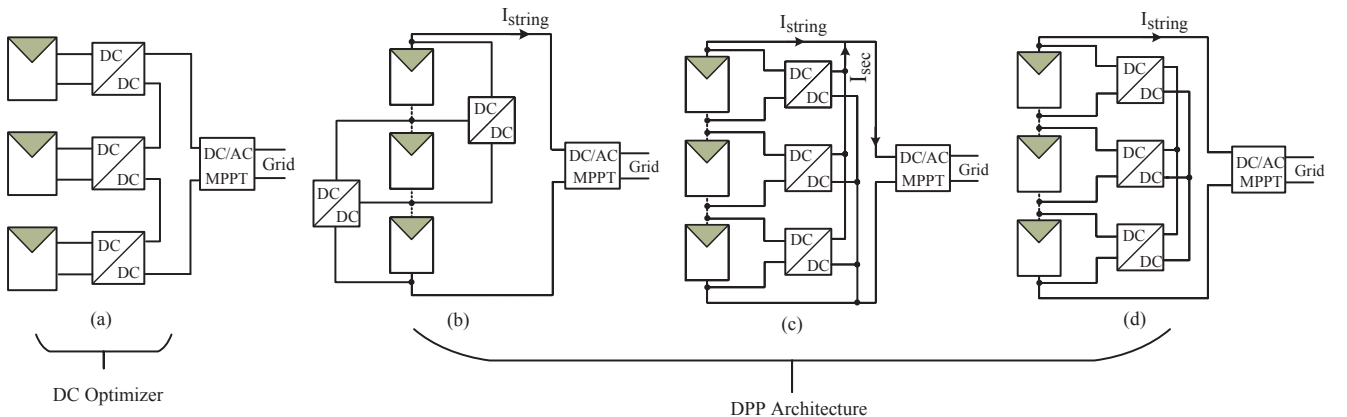 DC
DC
DC
DC
DC
DC
DC/AC
MPPT
Grid
(a)
DC Optimizer
I_string
DC
DC
DC
DC
DC/AC
MPPT
Grid
(b)
I_string
I_sec
DC
DC
DC
DC
DC
DC
DC/AC
MPPT
Grid
(c)
I_string
DC
DC
DC
DC
DC
DC
DC/AC
MPPT
Grid
(d)
DPP Architecture